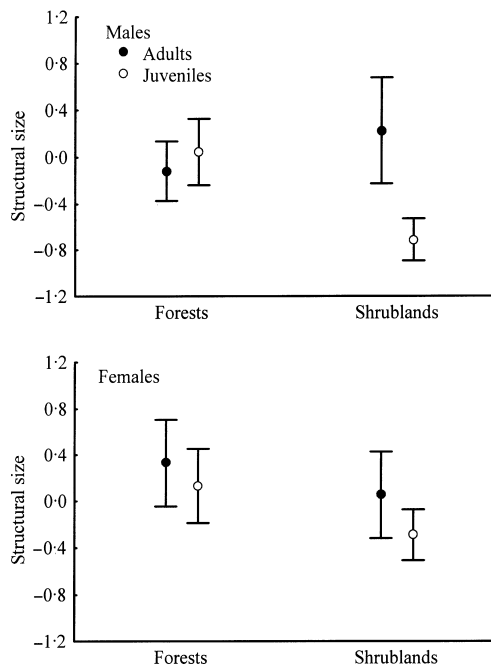 Males
Adults
Juveniles
Structural size
1·2
0·8
0·4
0·0
−0·4
−0·8
−1·2
Forests Shrublands
Females
Structural size
1·2
0·8
0·4
0·0
−0·4
−0·8
−1·2
Forests Shrublands